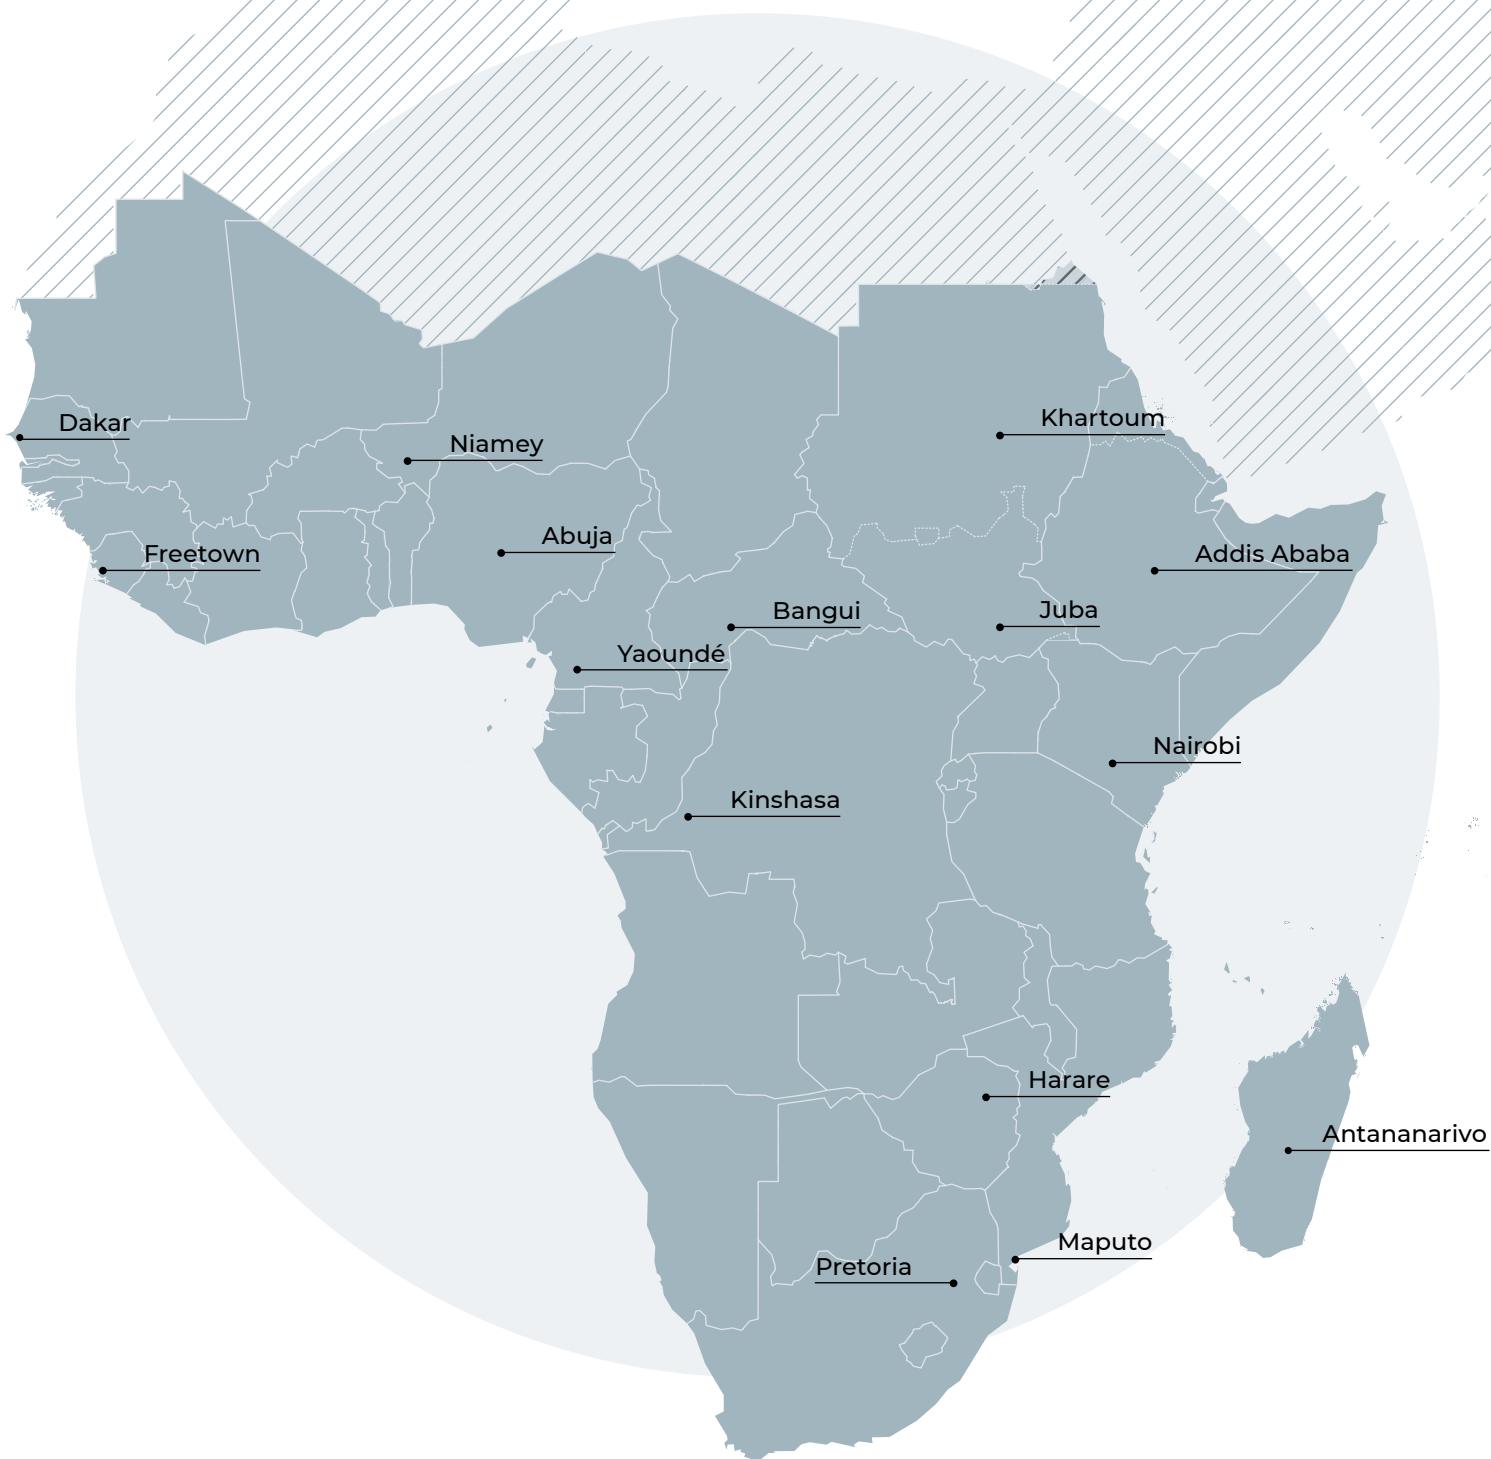 Khartoum
Dakar
Niamey
Abuja
Freetown
Addis Ababa
Bangui
Juba
Yaoundé
Nairobi
Kinshasa
Harare
Antananarivo
Maputo
Pretoria